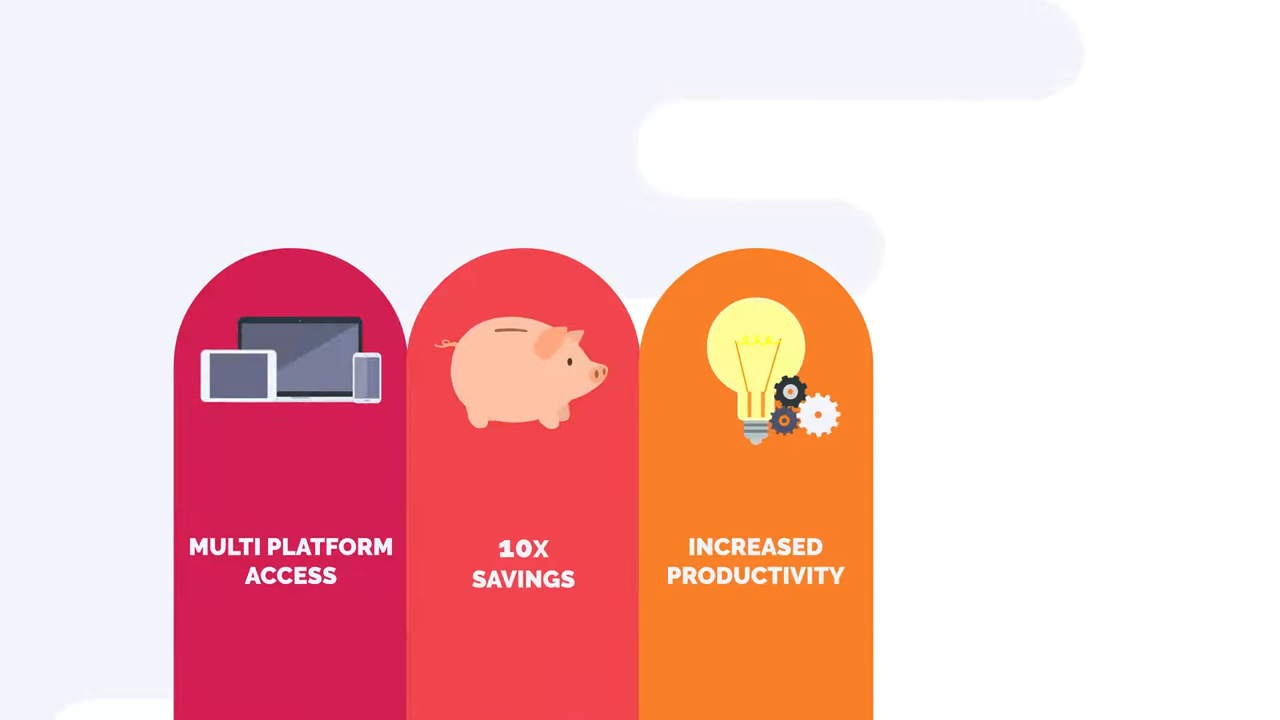 MULTI PLATFORM
ACCESS
10X
SAVINGS
INCREASED
PRODUCTIVITY